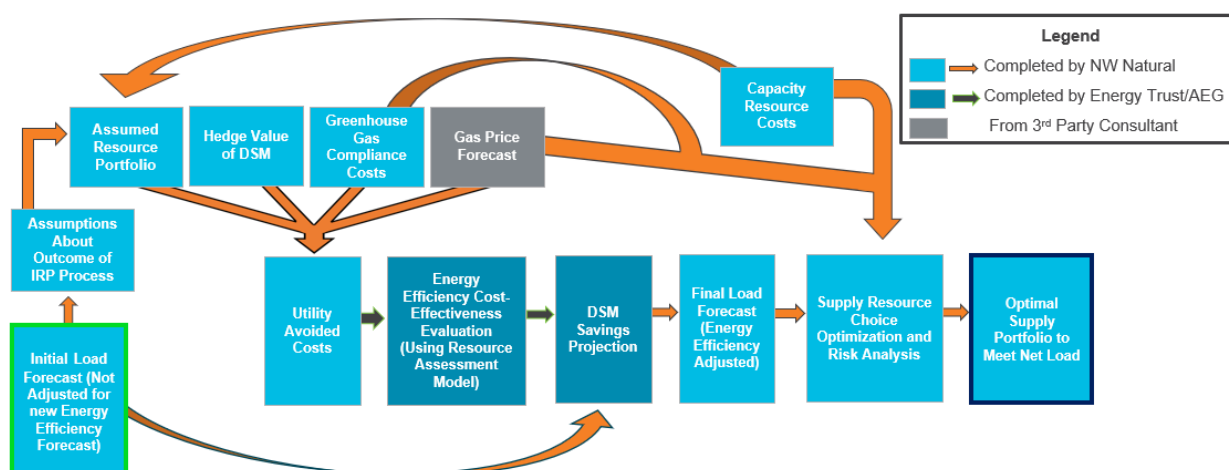 Legend
Completed by NW Natural
Completed by Energy Trust/AEG
From 3rd Party Consultant
Capacity
Resource
Costs
Assumed
Resource
Portfolio
Hedge Value
of DSM
Greenhouse
Gas
Compliance
Costs
Gas Price
Forecast
Assumptions
About
Outcome of
IRP Process
Initial Load
Forecast (Not
Adjusted for
new Energy
Efficiency
Forecast)
Utility
Avoided
Costs
Energy
Efficiency Cost-
Effectiveness
Evaluation
(Using Resource
Assessment
Model)
DSM
Savings
Projection
Final Load
Forecast
(Energy
Efficiency
Adjusted)
Supply Resource
Choice
Optimization and
Risk Analysis
Optimal
Supply
Portfolio to
Meet Net Load